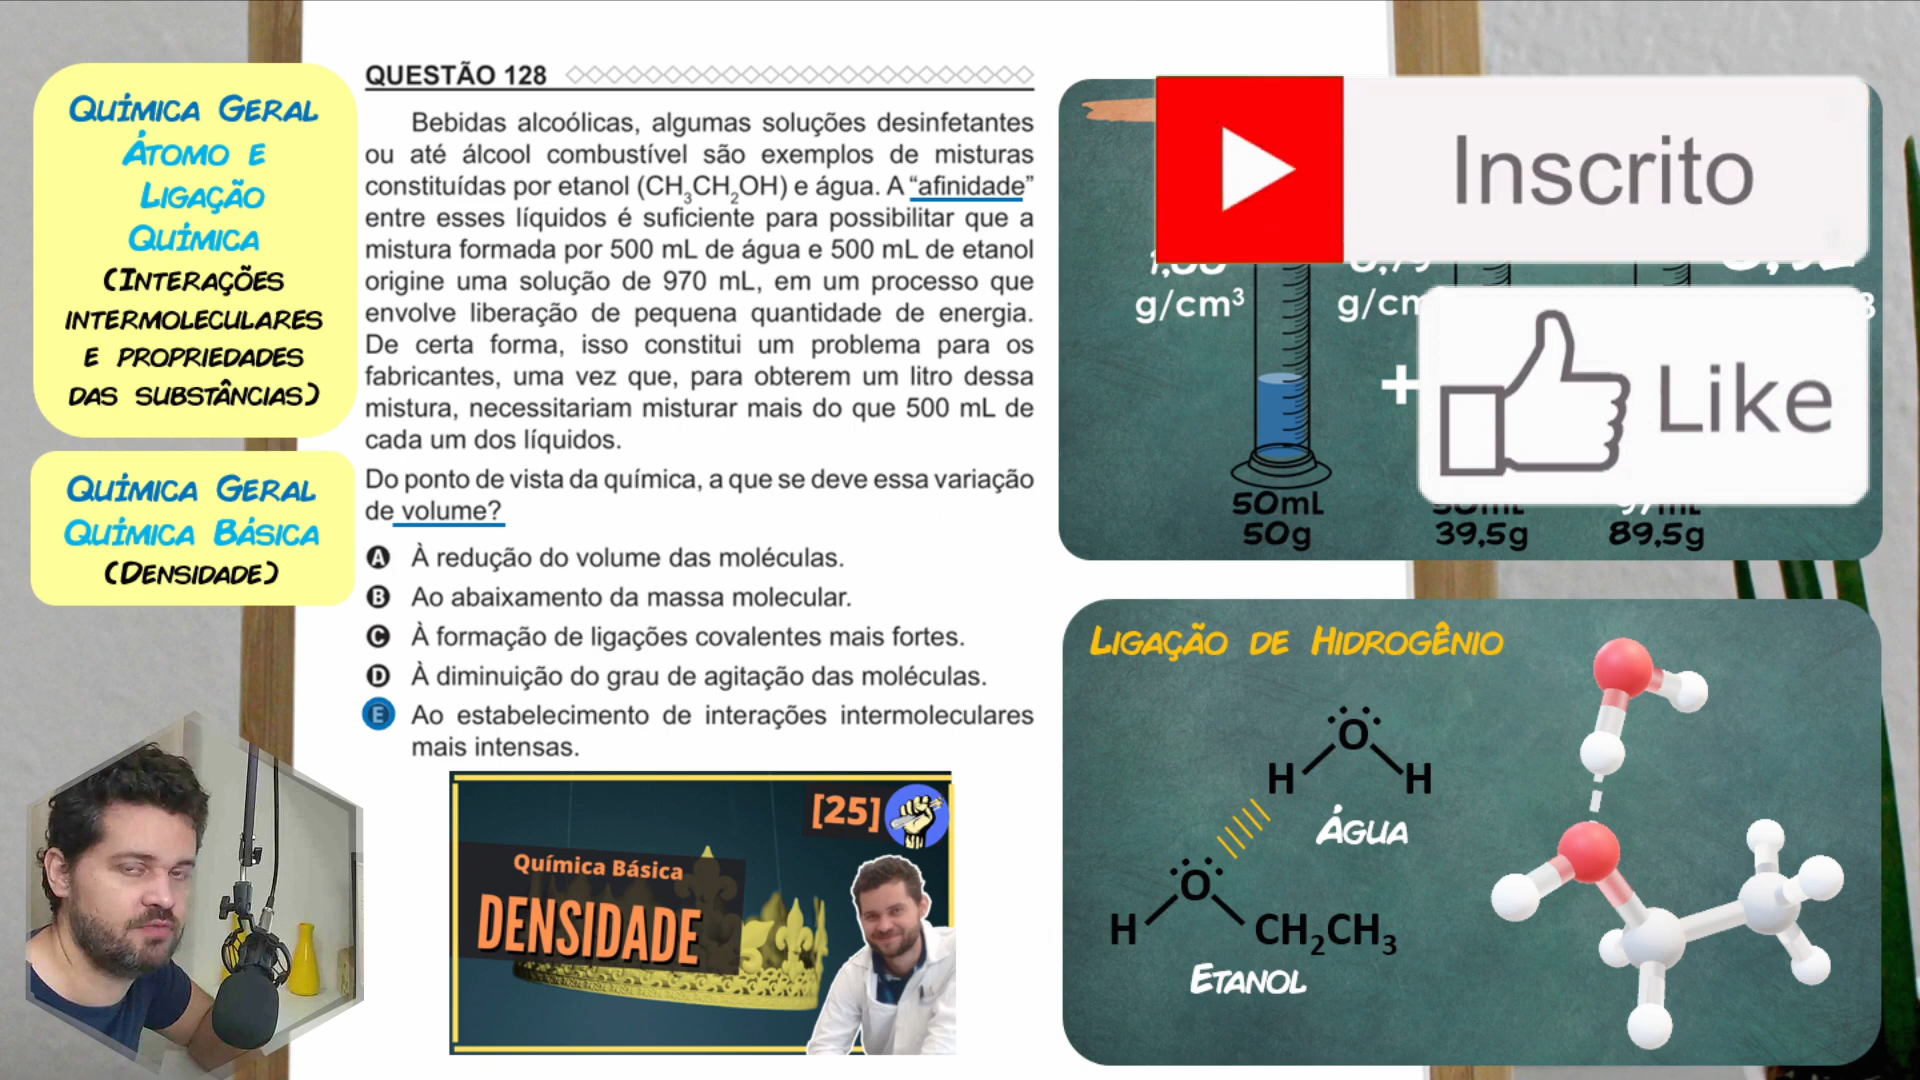 QUÍMICA GERAL
ÁTOMO E
LIGAÇÃO
QUÍMICA
(INTERAÇÕES
INTERMOLECULARES
E PROPRIEDADES
DAS SUBSTÂNCIAS)
QUÍMICA GERAL
QUÍMICA BÁSICA
(DENSIDADE)
QUESTÃO 128
Bebidas alcoólicas, algumas soluções desinfetantes
ou até álcool combustível são exemplos de misturas
constituídas por etanol (CH₃CH₂OH) e água. A “afinidade”
entre esses líquidos é suficiente para possibilitar que a
mistura formada por 500 mL de água e 500 mL de etanol
origine uma solução de 970 mL, em um processo que
envolve liberação de pequena quantidade de energia.
De certa forma, isso constitui um problema para os
fabricantes, uma vez que, para obterem um litro dessa
mistura, necessitariam misturar mais do que 500 mL de
cada um dos líquidos.
Do ponto de vista da química, a que se deve essa variação
de volume?
A À redução do volume das moléculas.
B Ao abaixamento da massa molecular.
C À formação de ligações covalentes mais fortes.
D À diminuição do grau de agitação das moléculas.
E Ao estabelecimento de interações intermoleculares
mais intensas.
[25]
Química Básica
DENSIDADE
Inscrito
Like
g/cm³
g/cm
+
50mL
50g
39,5g
89,5g
LIGAÇÃO DE HIDROGÊNIO
O
H H
ÁGUA
O
H CH₂CH₃
ETANOL